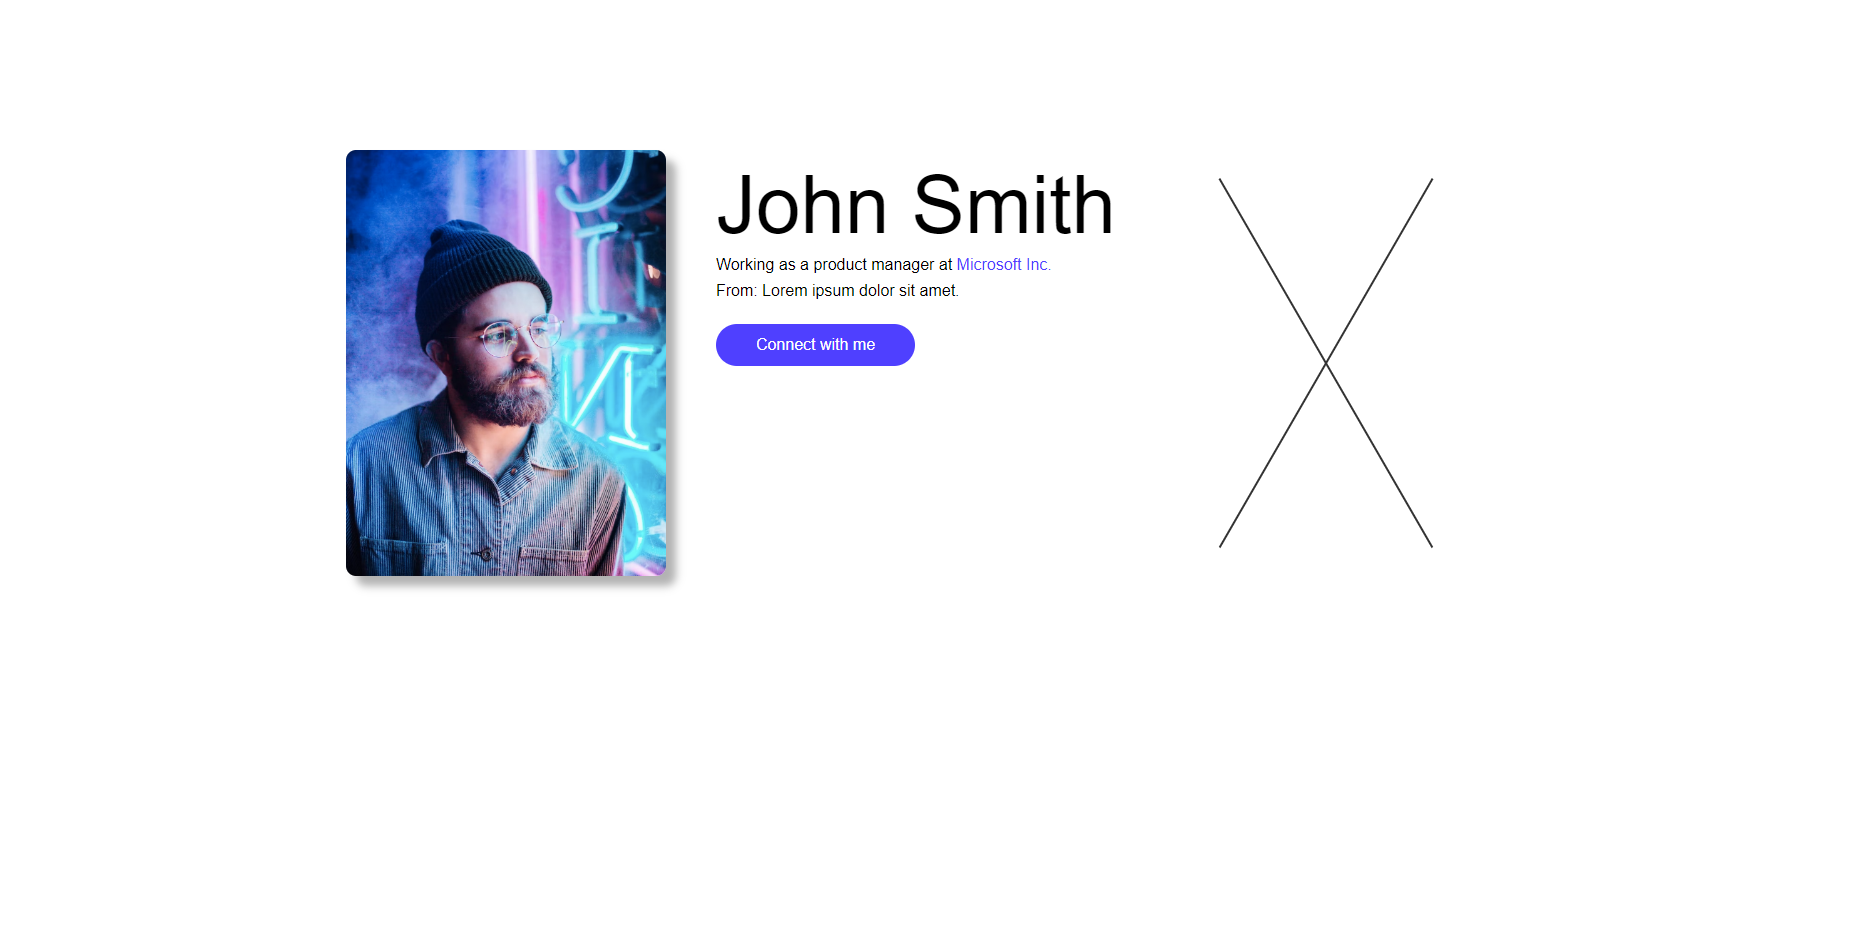 John Smith
Working as a product manager at Microsoft Inc.
From: Lorem ipsum dolor sit amet.
Connect with me